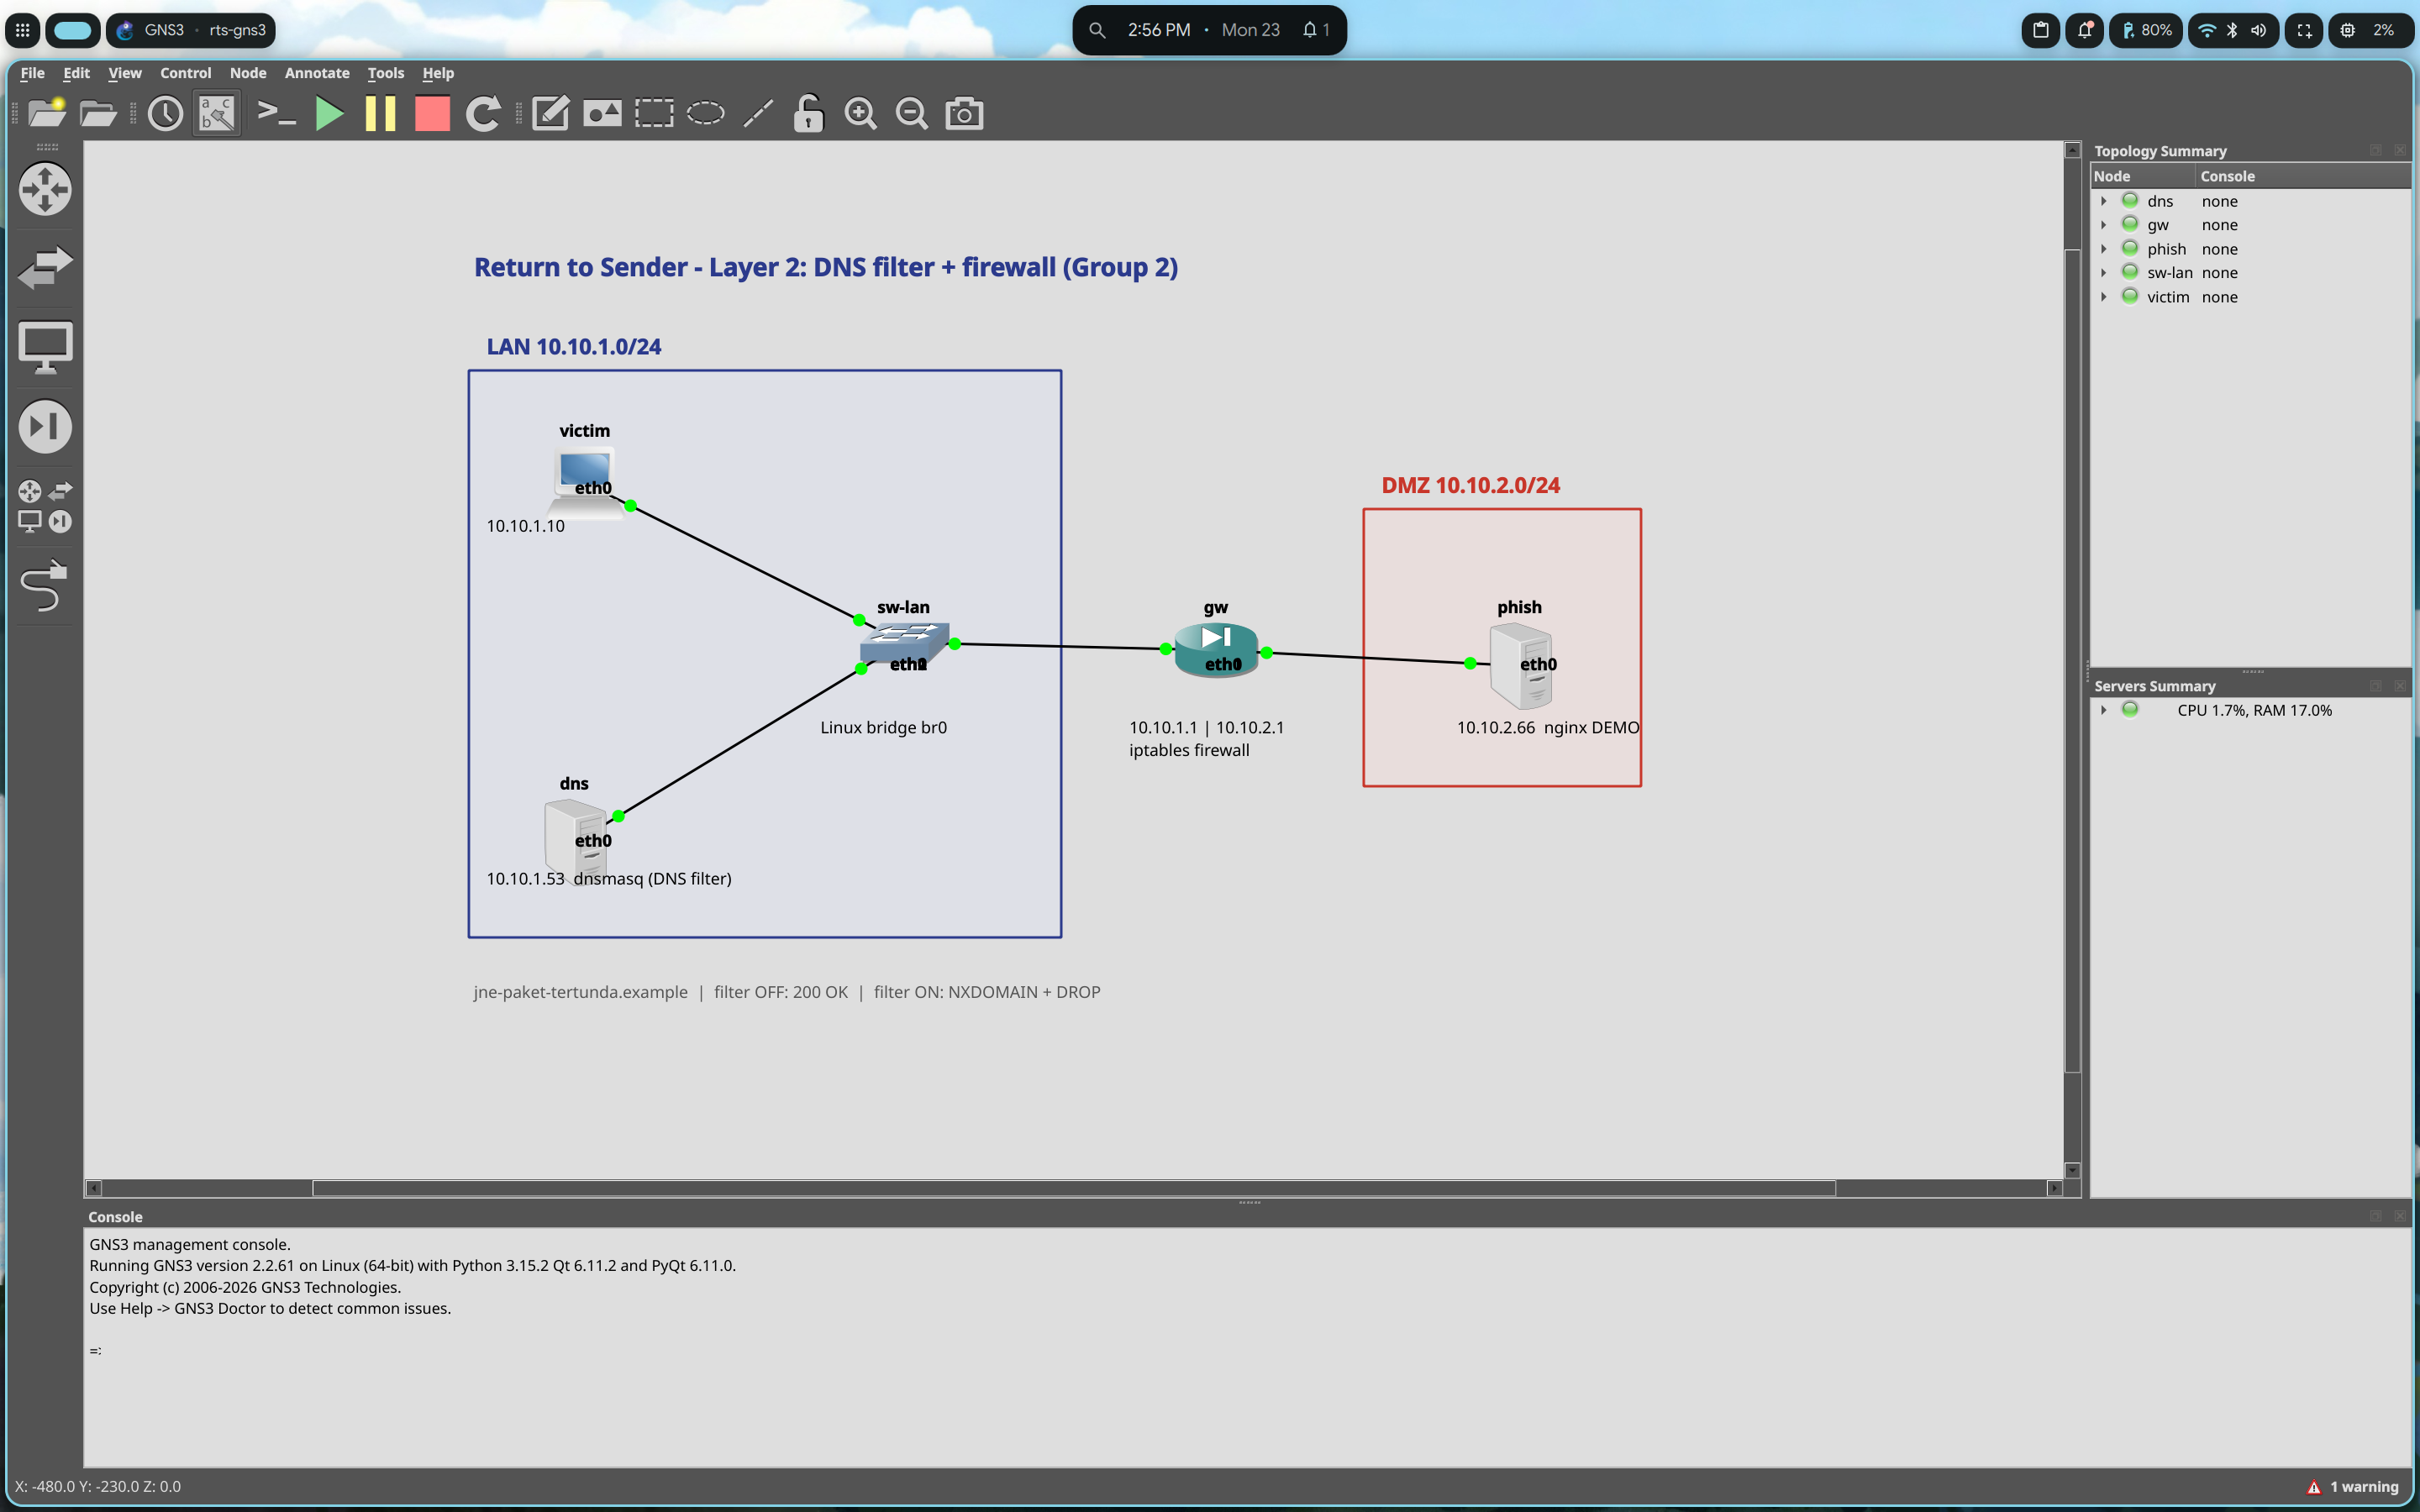 GNS3 • rts-gns3
2:56 PM • Mon 23 1
80%
2%
File Edit View Control Node Annotate Tools Help
Return to Sender - Layer 2: DNS filter + firewall (Group 2)
LAN 10.10.1.0/24
victim
eth0
10.10.1.10
DMZ 10.10.2.0/24
sw-lan
Linux bridge br0
gw
10.10.1.1 | 10.10.2.1
iptables firewall
phish
eth0
10.10.2.66 nginx DEMO
dns
eth0
10.10.1.53 dnsmasq (DNS filter)
jne-paket-tertunda.example | filter OFF: 200 OK | filter ON: NXDOMAIN + DROP
Topology Summary
Node Console
dns none
gw none
phish none
sw-lan none
victim none
Servers Summary
CPU 1.7%, RAM 17.0%
Console
GNS3 management console.
Running GNS3 version 2.2.61 on Linux (64-bit) with Python 3.15.2 Qt 6.11.2 and PyQt 6.11.0.
Copyright (c) 2006-2026 GNS3 Technologies.
Use Help -> GNS3 Doctor to detect common issues.
=:
X: -480.0 Y: -230.0 Z: 0.0
1 warning